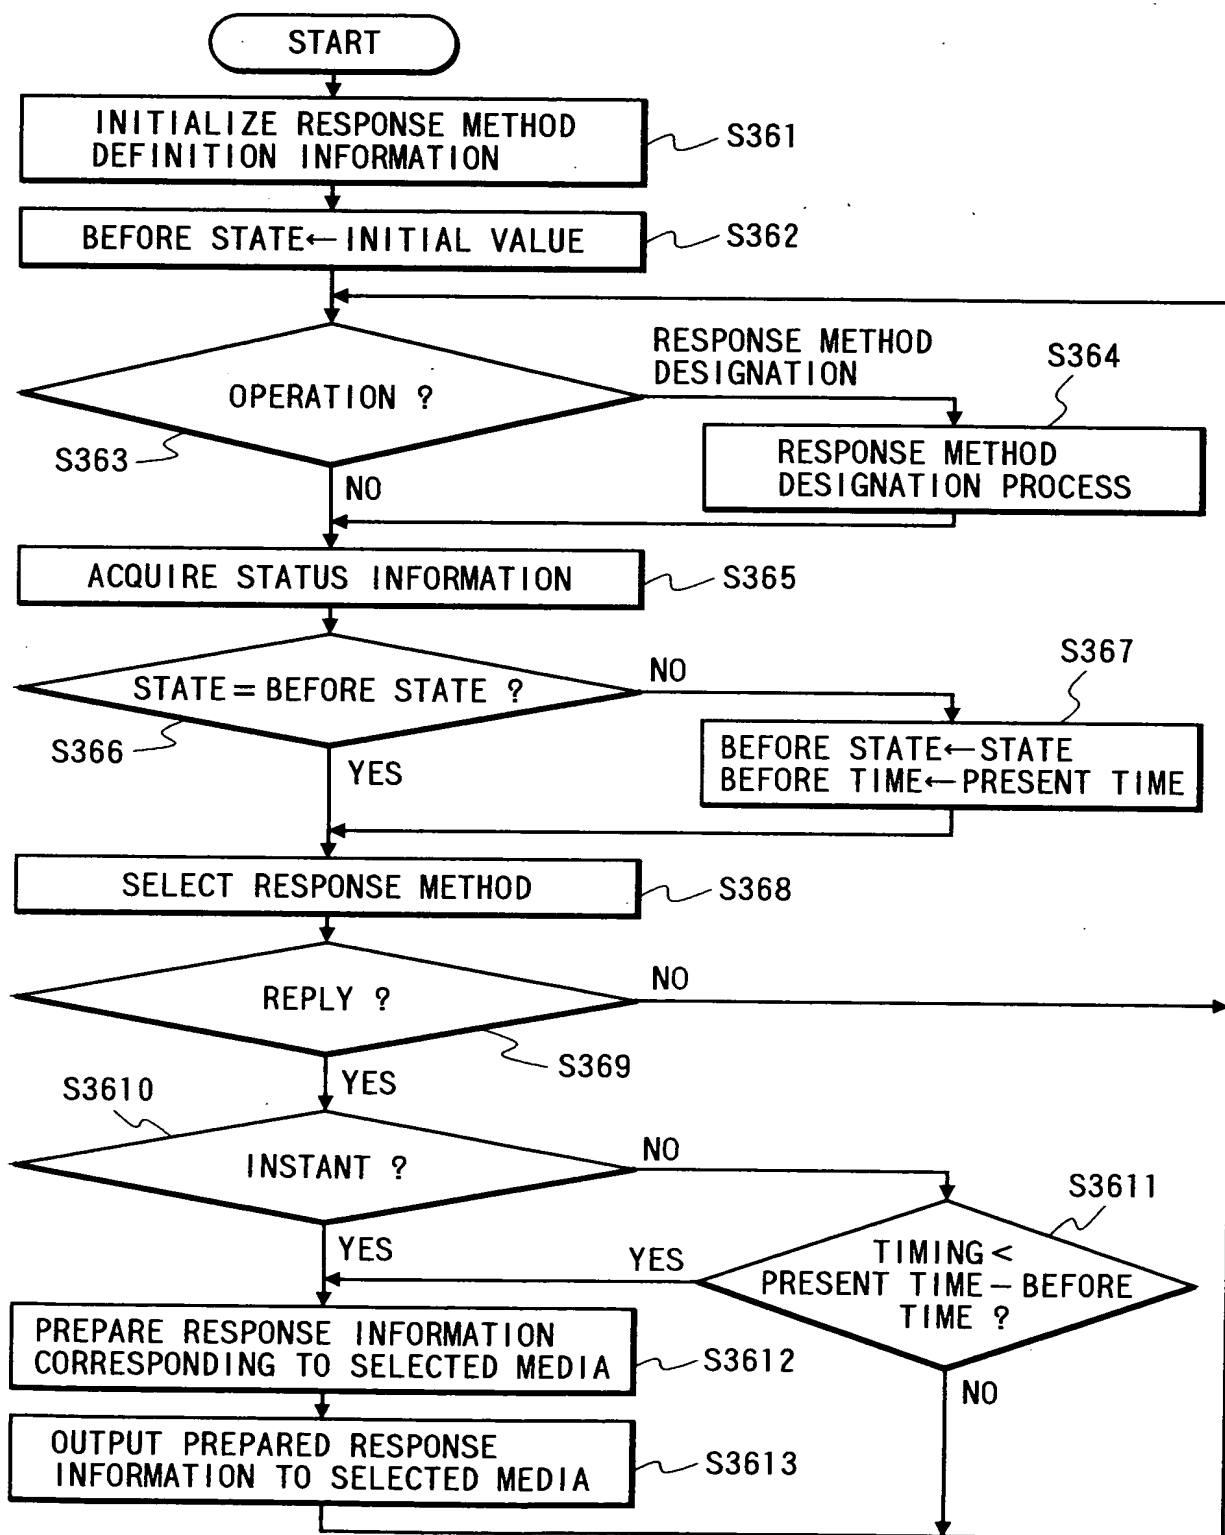 START
INITIALIZE RESPONSE METHOD
DEFINITION INFORMATION
S361
BEFORE STATE←INITIAL VALUE
S362
OPERATION ?
S363
RESPONSE METHOD
DESIGNATION
S364
RESPONSE METHOD
DESIGNATION PROCESS
NO
ACQUIRE STATUS INFORMATION
S365
STATE=BEFORE STATE ?
S366
NO
S367
BEFORE STATE←STATE
BEFORE TIME←PRESENT TIME
YES
SELECT RESPONSE METHOD
S368
REPLY ?
NO
S369
YES
S3610
INSTANT ?
NO
S3611
TIMING<
PRESENT TIME−BEFORE
TIME ?
YES
YES
NO
PREPARE RESPONSE INFORMATION
CORRESPONDING TO SELECTED MEDIA
S3612
OUTPUT PREPARED RESPONSE
INFORMATION TO SELECTED MEDIA
S3613